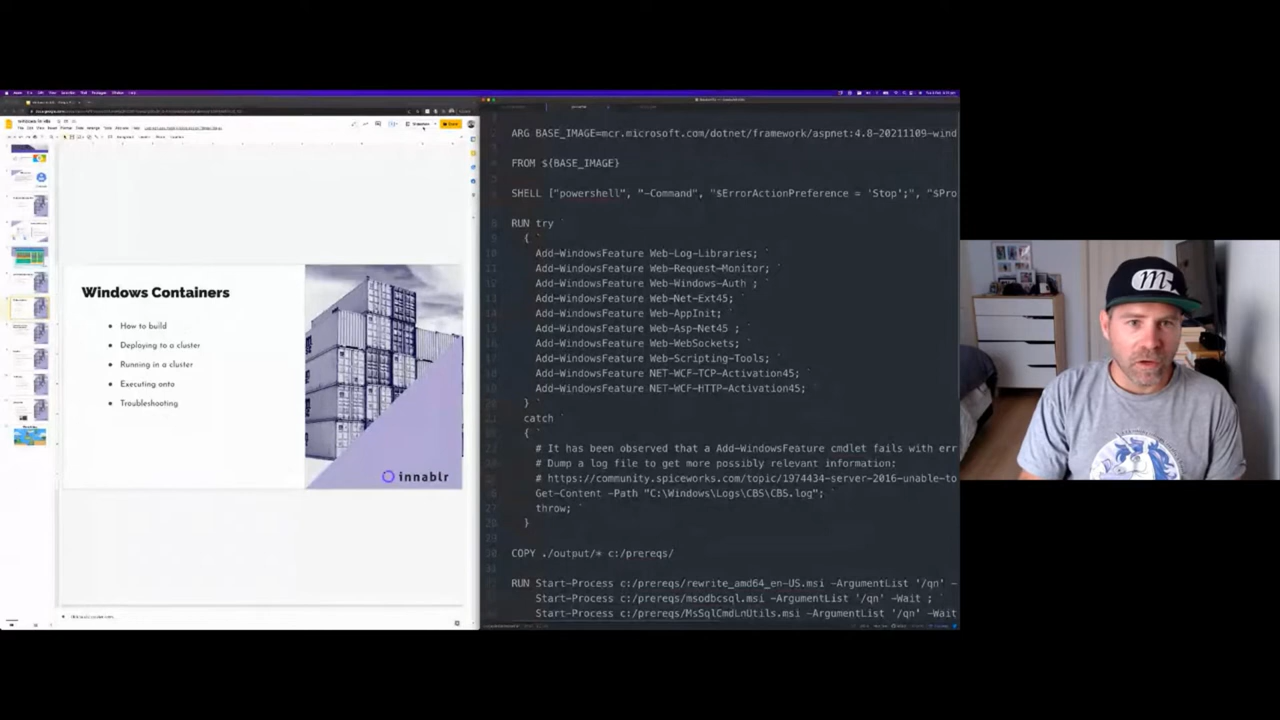 Windows Containers
How to build
Deploying to a cluster
Running in a cluster
Executing onto
Troubleshooting
innablr
ARG BASE_IMAGE=mcr.microsoft.com/dotnet/framework/aspnet:4.8-20211109-wind
FROM ${BASE_IMAGE}
SHELL ["powershell", "-Command", "$ErrorActionPreference = 'Stop';", "$Pro
RUN try `
{ `
Add-WindowsFeature Web-Log-Libraries; `
Add-WindowsFeature Web-Request-Monitor; `
Add-WindowsFeature Web-Windows-Auth ; `
Add-WindowsFeature Web-Net-Ext45; `
Add-WindowsFeature Web-AppInit; `
Add-WindowsFeature Web-Asp-Net45 ; `
Add-WindowsFeature Web-WebSockets; `
Add-WindowsFeature Web-Scripting-Tools; `
Add-WindowsFeature NET-WCF-TCP-Activation45; `
Add-WindowsFeature NET-WCF-HTTP-Activation45; `
} `
catch `
{ `
# It has been observed that a Add-WindowsFeature cmdlet fails with err
# Dump a log file to get more possibly relevant information:
# https://community.spiceworks.com/topic/1974434-server-2016-unable-to
Get-Content -Path "C:\Windows\Logs\CBS\CBS.log"; `
throw; `
}
COPY ./output/* c:/prereqs/
RUN Start-Process c:/prereqs/rewrite_amd64_en-US.msi -ArgumentList '/qn' -
Start-Process c:/prereqs/msodbcsql.msi -ArgumentList '/qn' -Wait ; `
Start-Process c:/prereqs/MsSqlCmdLnUtils.msi -ArgumentList '/qn' -Wait
m